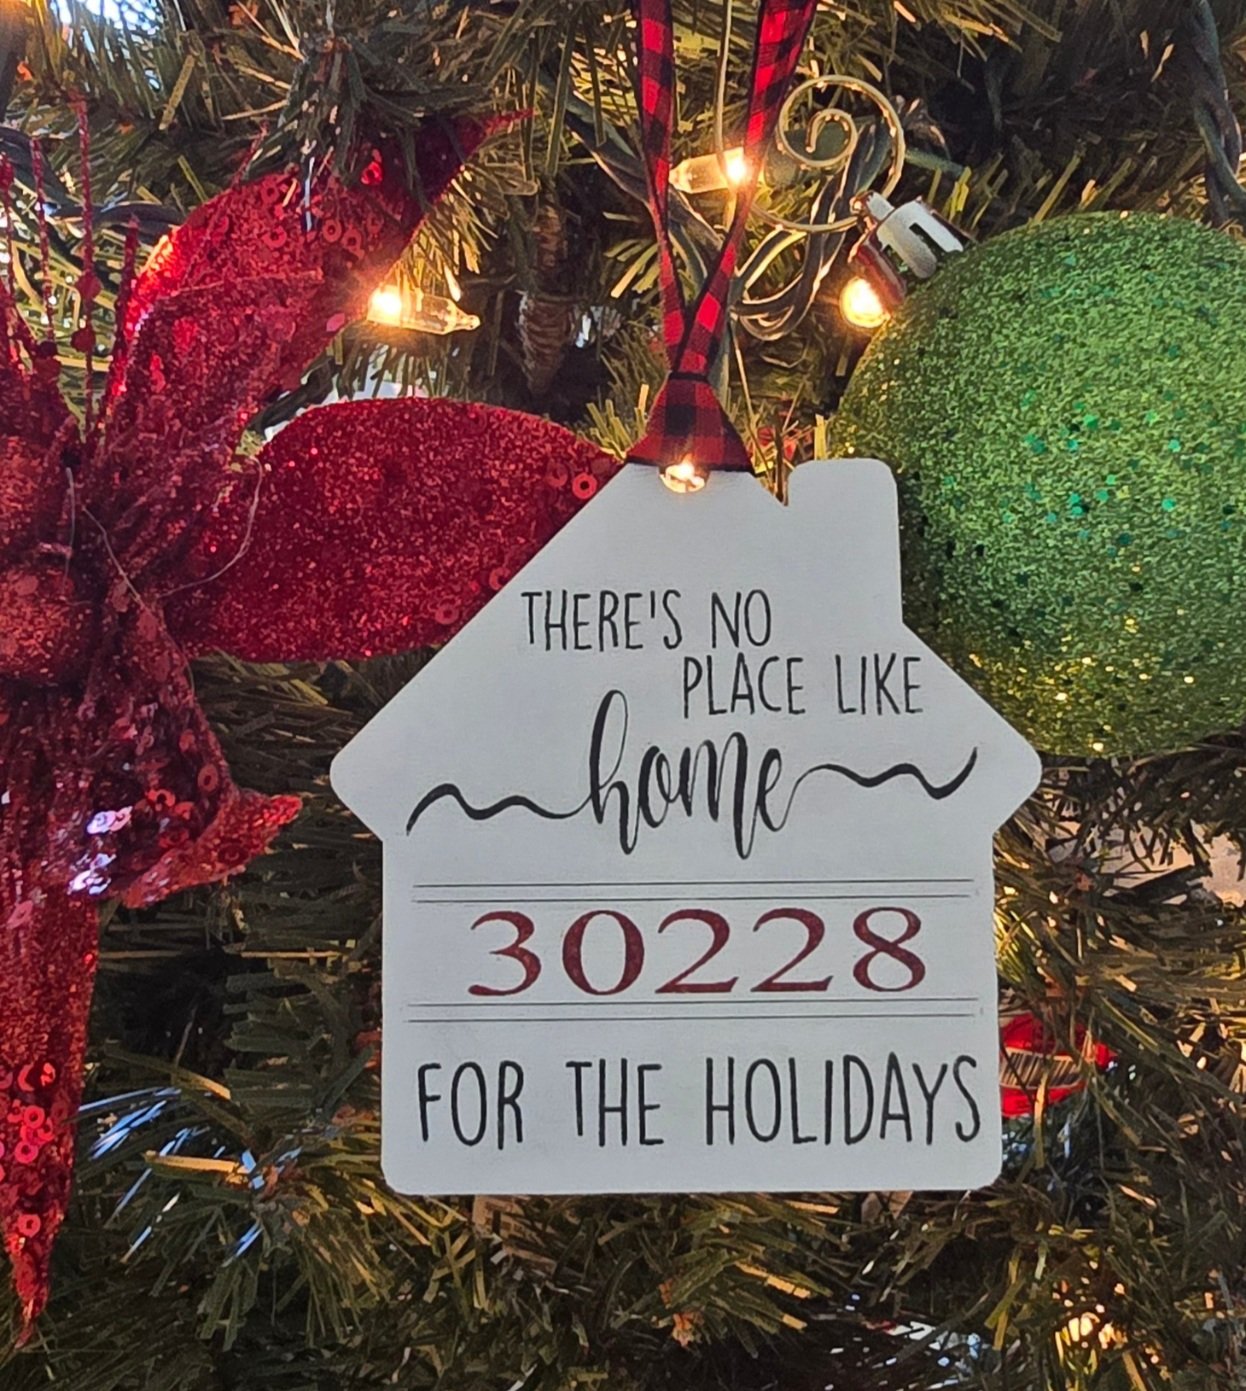 THERE'S NO
PLACE LIKE
home
30228
FOR THE HOLIDAYS